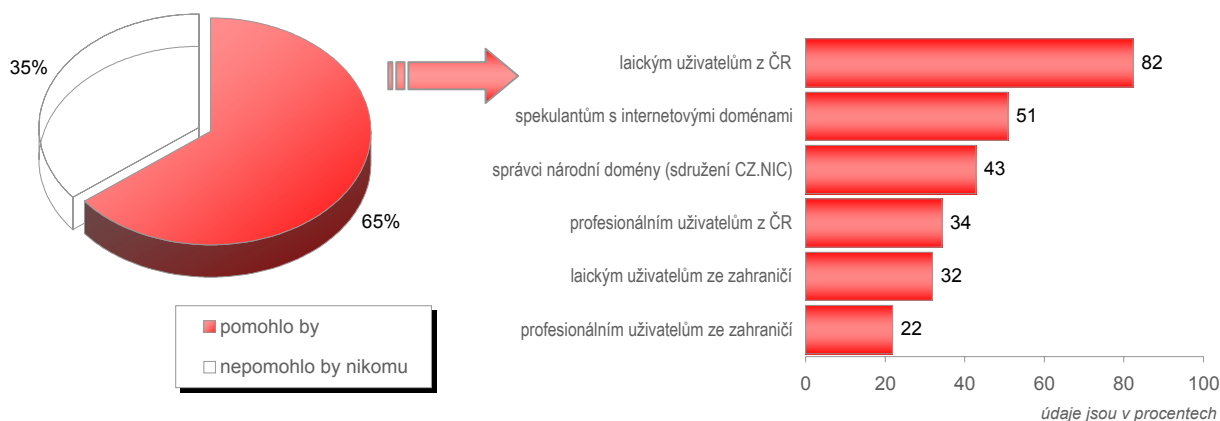 35%
65%
pomohlo by
nepomohlo by nikomu
laickým uživatelům z ČR
82
spekulantům s internetovými doménami
51
správci národní domény (sdružení CZ.NIC)
43
profesionálním uživatelům z ČR
34
laickým uživatelům ze zahraničí
32
profesionálním uživatelům ze zahraničí
22
0 20 40 60 80 100
údaje jsou v procentech